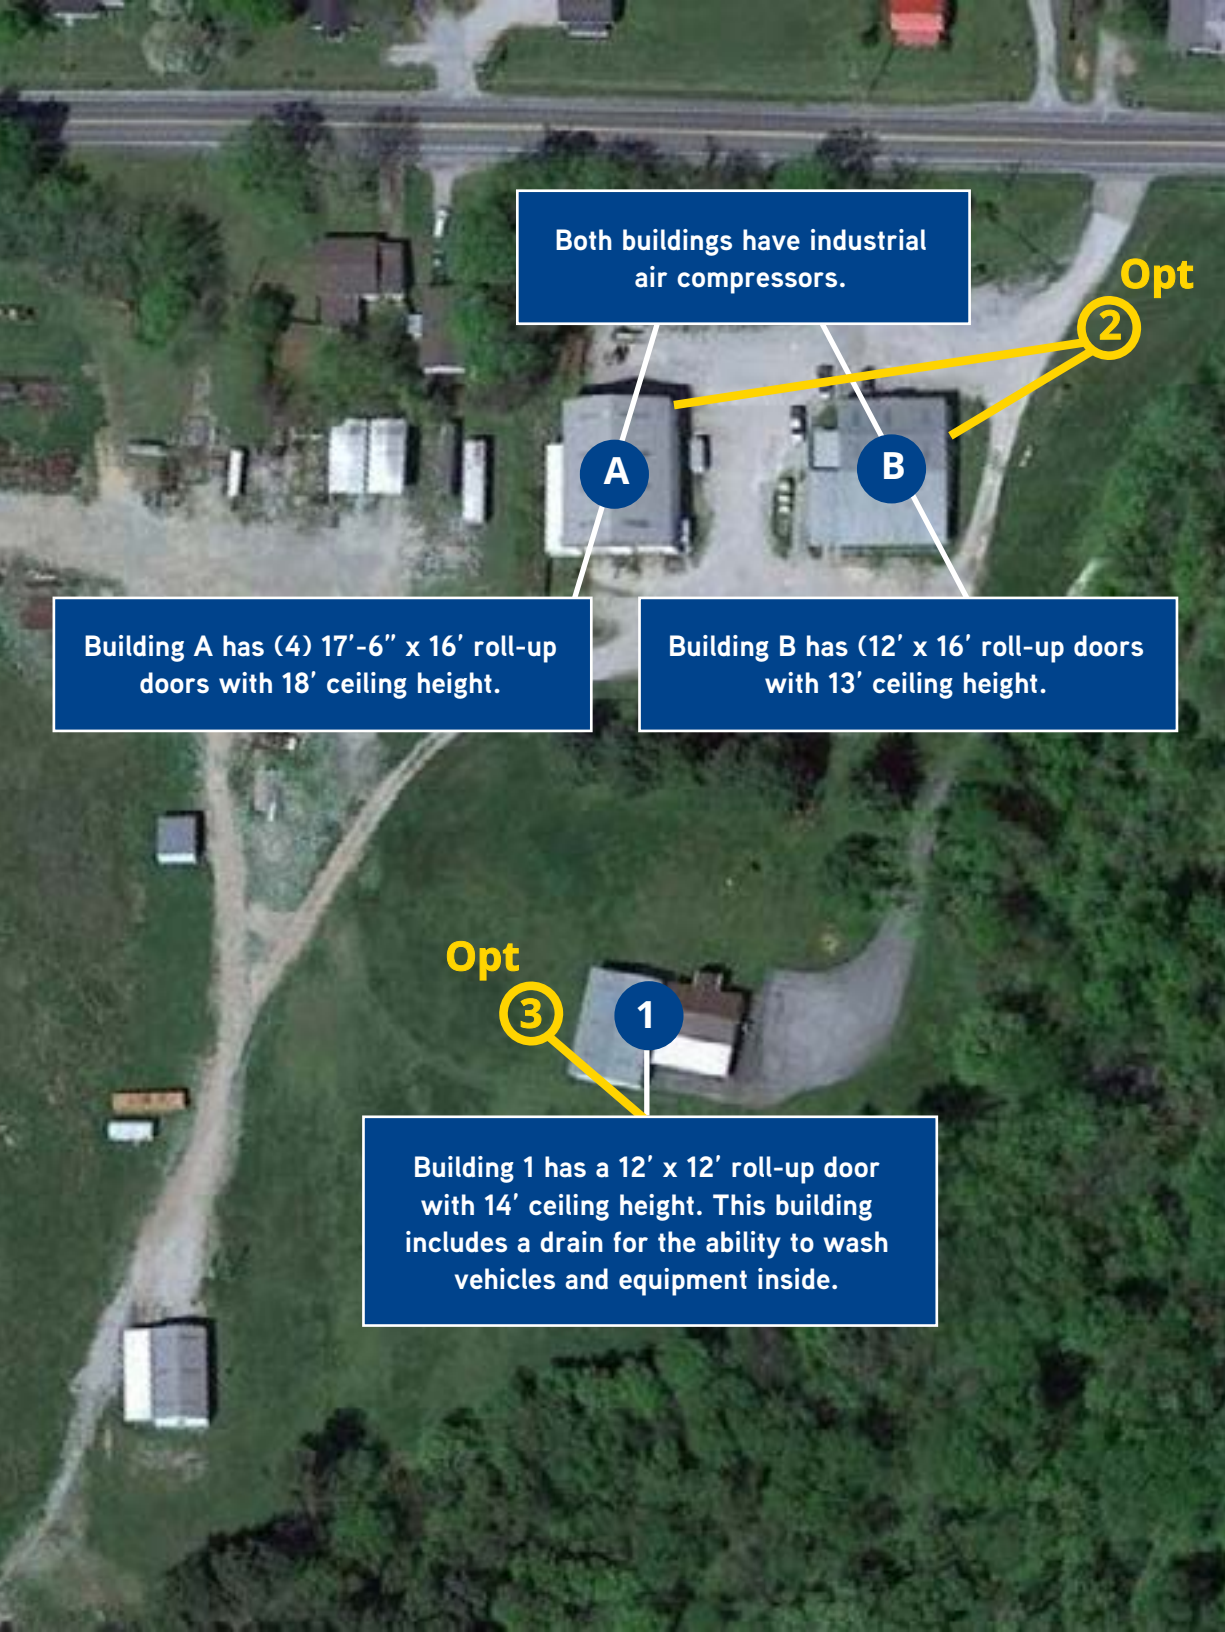 Both buildings have industrial
air compressors.
Opt
2
A
B
Building A has (4) 17’-6” x 16’ roll-up
doors with 18’ ceiling height.
Building B has (12’ x 16’ roll-up doors
with 13’ ceiling height.
Opt
3
1
Building 1 has a 12’ x 12’ roll-up door
with 14’ ceiling height. This building
includes a drain for the ability to wash
vehicles and equipment inside.